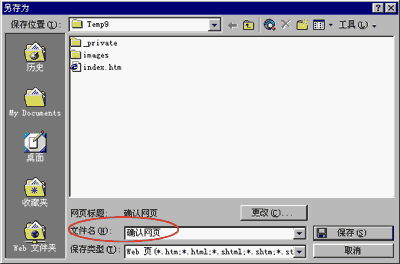 另存为
保存位置(I):
Temp9
工具(L)
历史
_private
images
index.htm
My Documents
桌面
收藏夹
Web 文件夹
网页标题:
确认网页
更改(C)...
文件名(N):
确认网页
保存(S)
保存类型(T):
Web 页(*.htm;*.html;*.shtml;*.shtm;*.st
取消